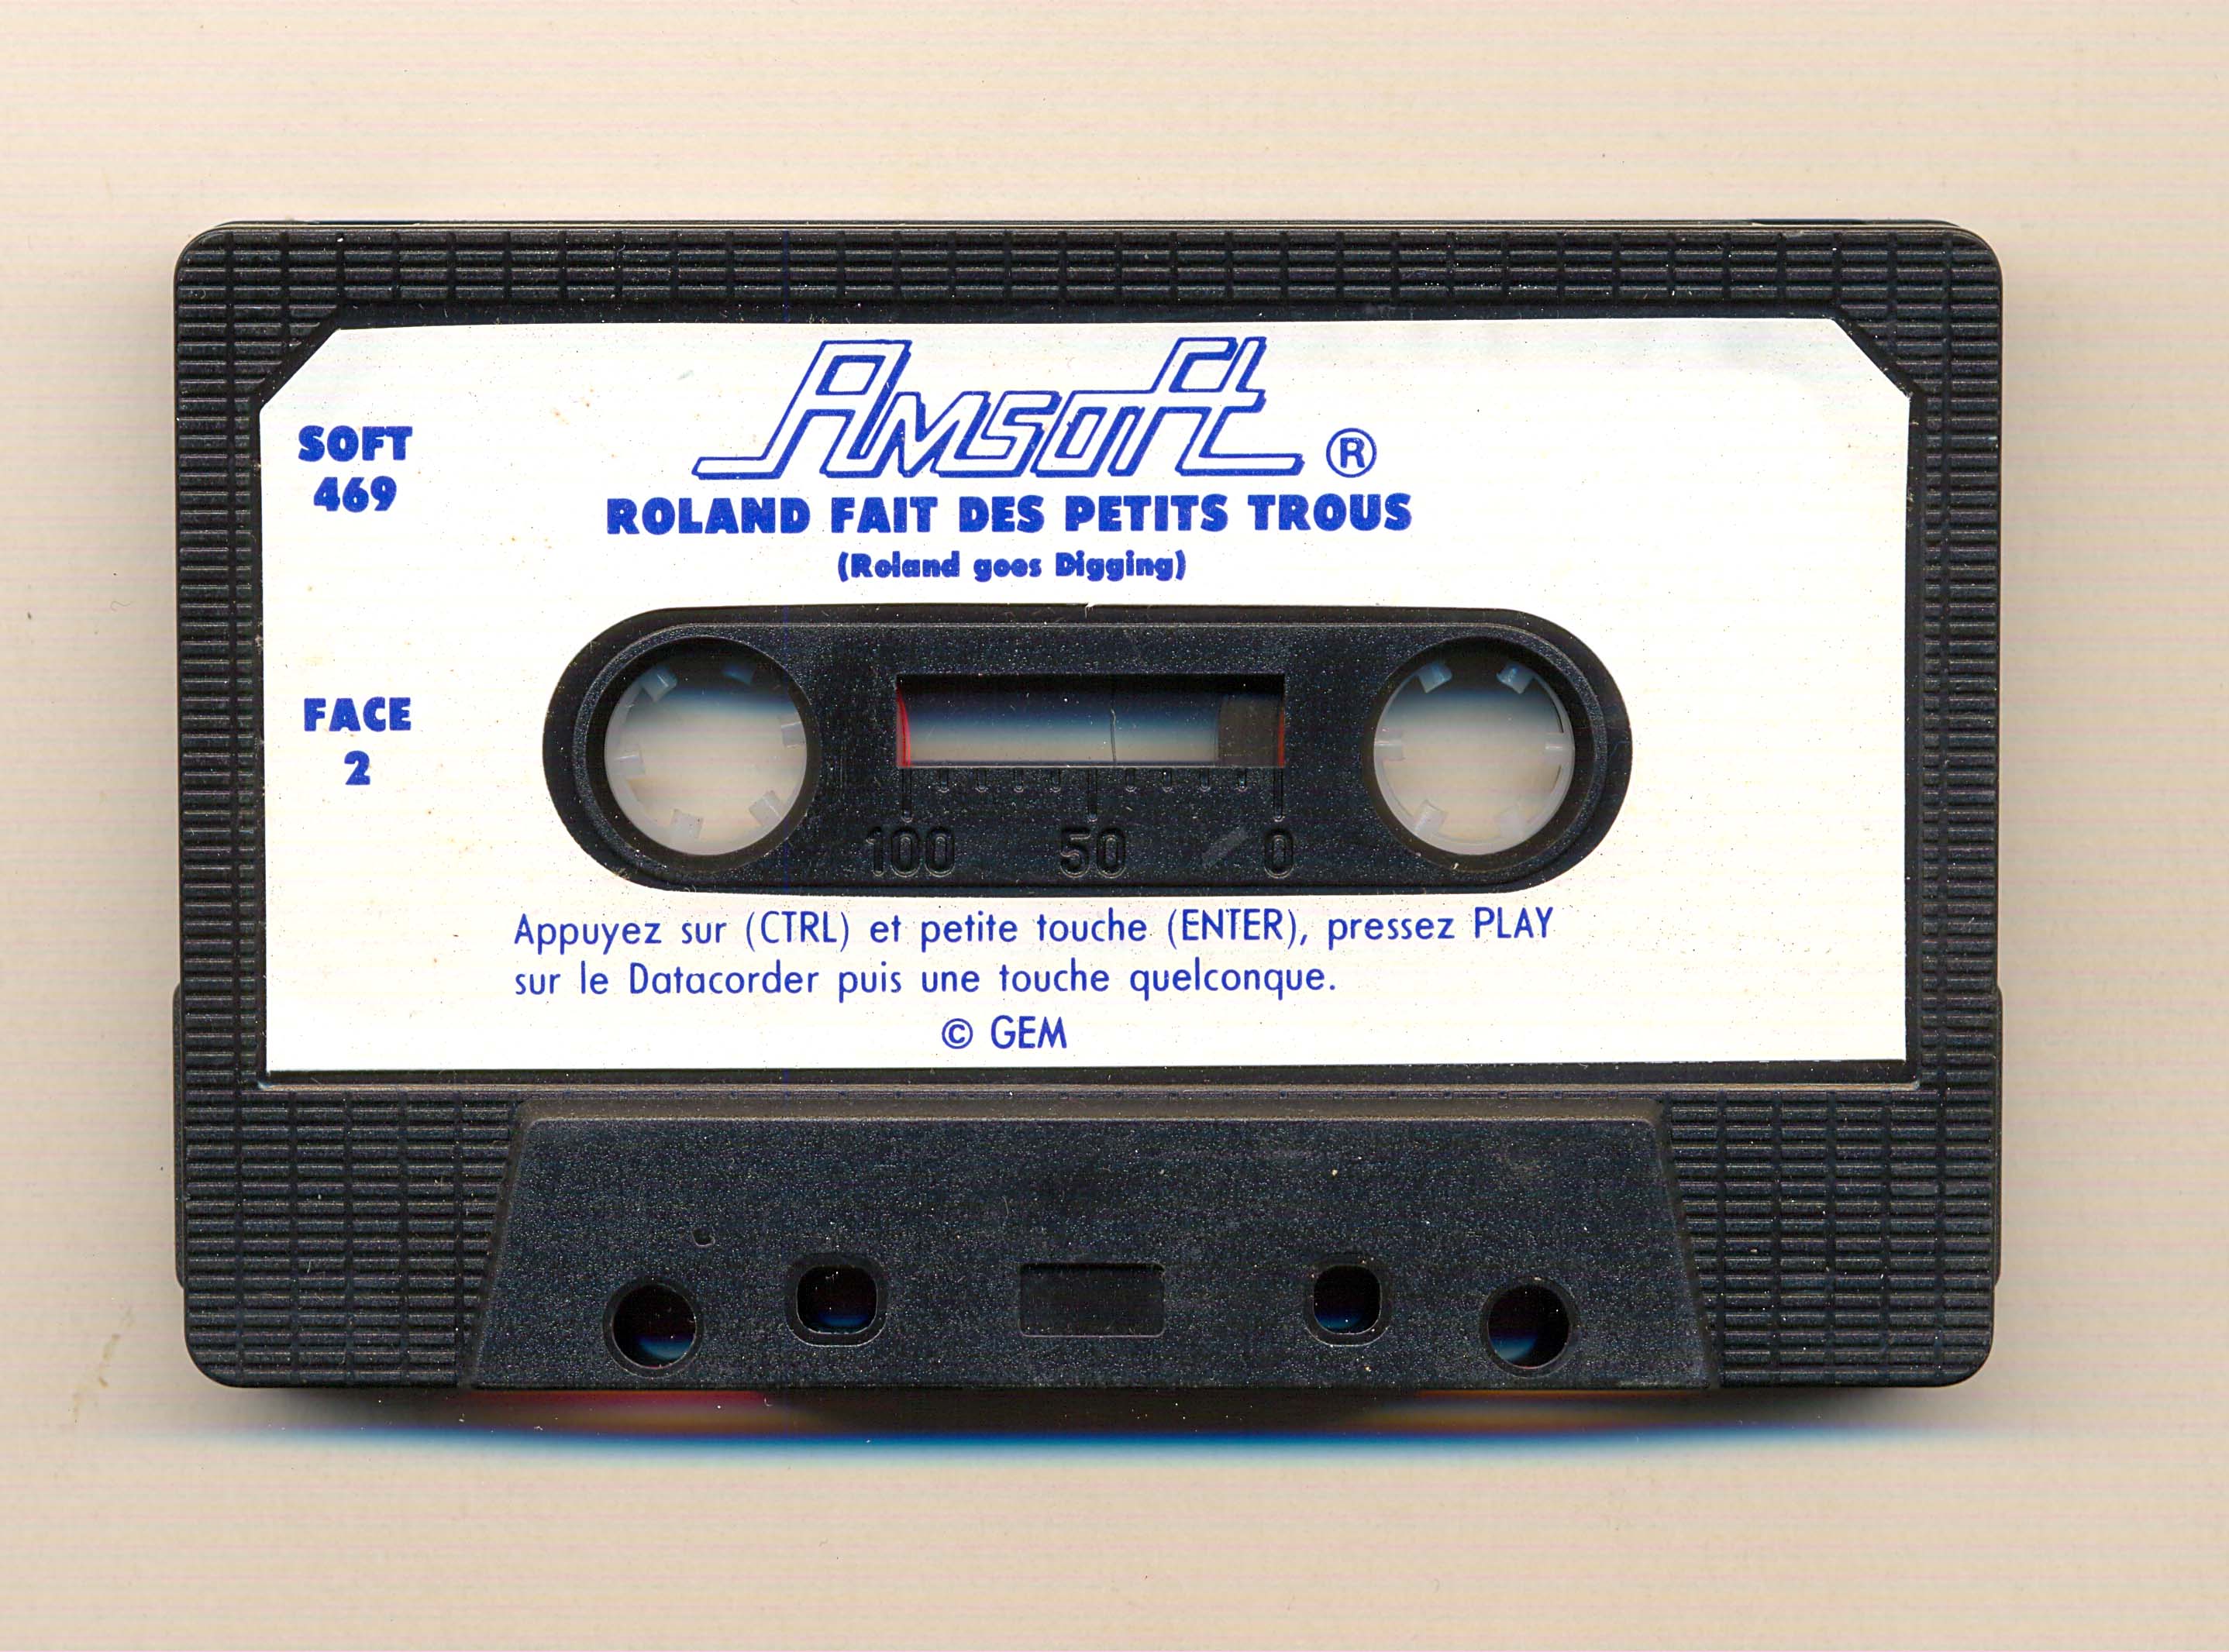 Amsoft ®
SOFT
469
ROLAND FAIT DES PETITS TROUS
(Roland goes Digging)
FACE
2
100 50 0
Appuyez sur (CTRL) et petite touche (ENTER), pressez PLAY
sur le Datacorder puis une touche quelconque.
© GEM